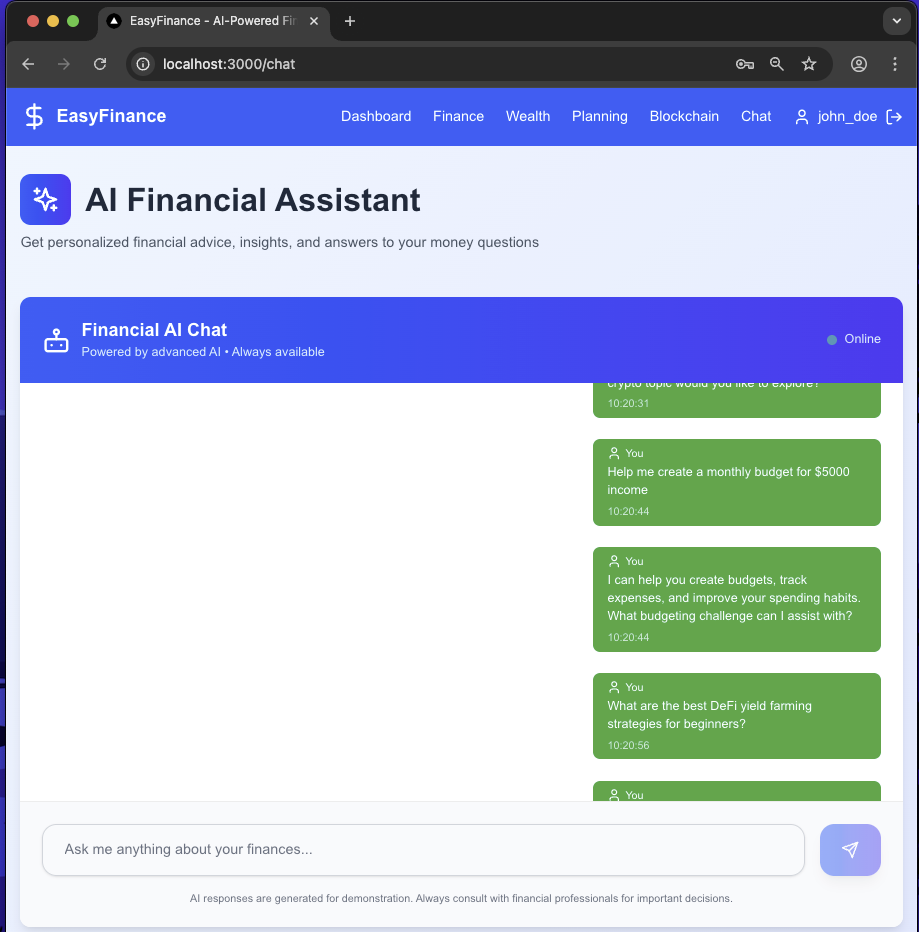 EasyFinance - AI-Powered Fin
localhost:3000/chat
EasyFinance
Dashboard Finance Wealth Planning Blockchain Chat john_doe
AI Financial Assistant
Get personalized financial advice, insights, and answers to your money questions
Financial AI Chat
Powered by advanced AI • Always available
Online
crypto topic would you like to explore?
10:20:31
You
Help me create a monthly budget for $5000
income
10:20:44
You
I can help you create budgets, track
expenses, and improve your spending habits.
What budgeting challenge can I assist with?
10:20:44
You
What are the best DeFi yield farming
strategies for beginners?
10:20:56
You
Ask me anything about your finances...
AI responses are generated for demonstration. Always consult with financial professionals for important decisions.